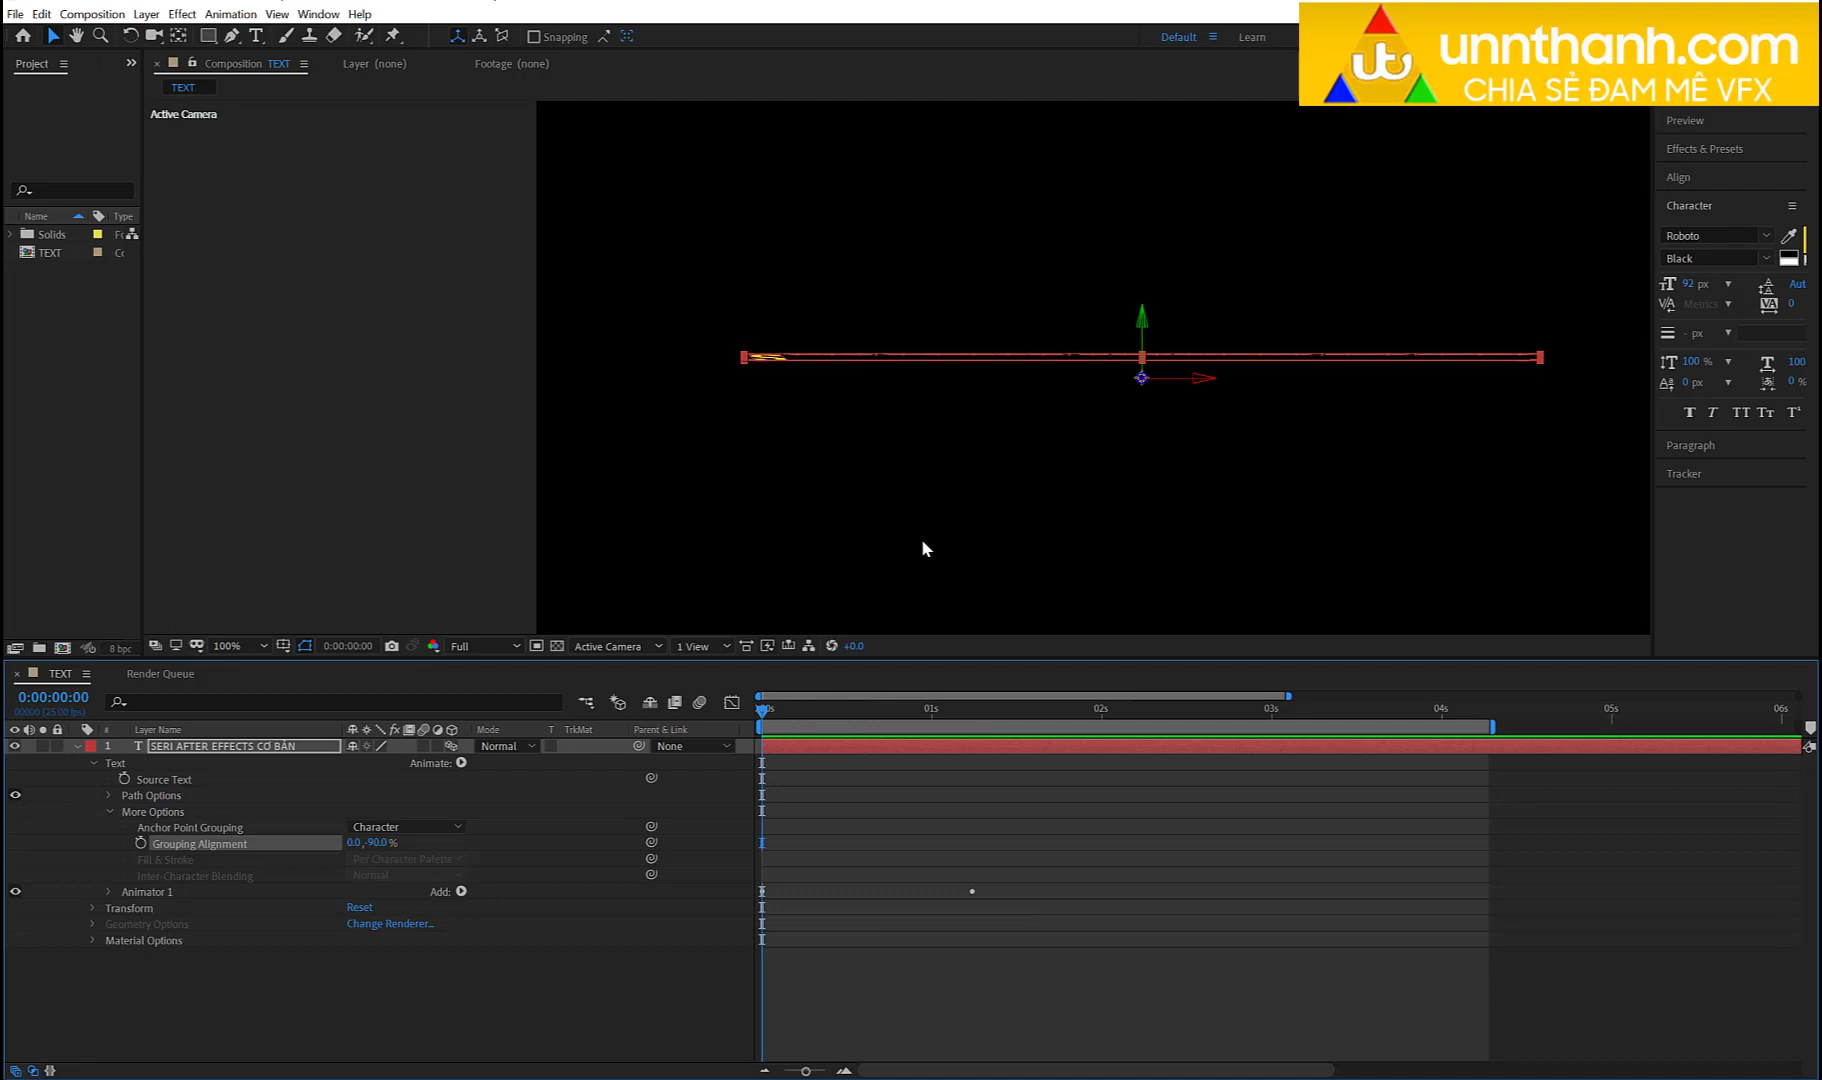 File Edit Composition Layer Effect Animation View Window Help
Snapping
Default
Learn
unnthanh.com
CHIA SẺ ĐAM MÊ VFX
Project
Composition TEXT
Layer (none)
Footage (none)
TEXT
Active Camera
Name
Type
Solids
TEXT
Preview
Effects & Presets
Align
Character
Roboto
Black
92 px
Aut
Metrics
0
- px
100 %
100
0 px
0 %
Paragraph
Tracker
8 bpc
100%
0:00:00:00
Full
Active Camera
1 View
+0.0
TEXT
Render Queue
0:00:00:00
00000 (25.00 fps)
01s
02s
03s
04s
05s
06s
# Layer Name
Mode
T TrkMat
Parent & Link
1 T SERI AFTER EFFECTS CƠ BẢN
Normal
None
Text
Animate:
Source Text
Path Options
More Options
Anchor Point Grouping
Character
Grouping Alignment
0.0,-90.0 %
Fill & Stroke
Per Character Palette
Inter-Character Blending
Normal
Animator 1
Add:
Transform
Reset
Geometry Options
Change Renderer...
Material Options